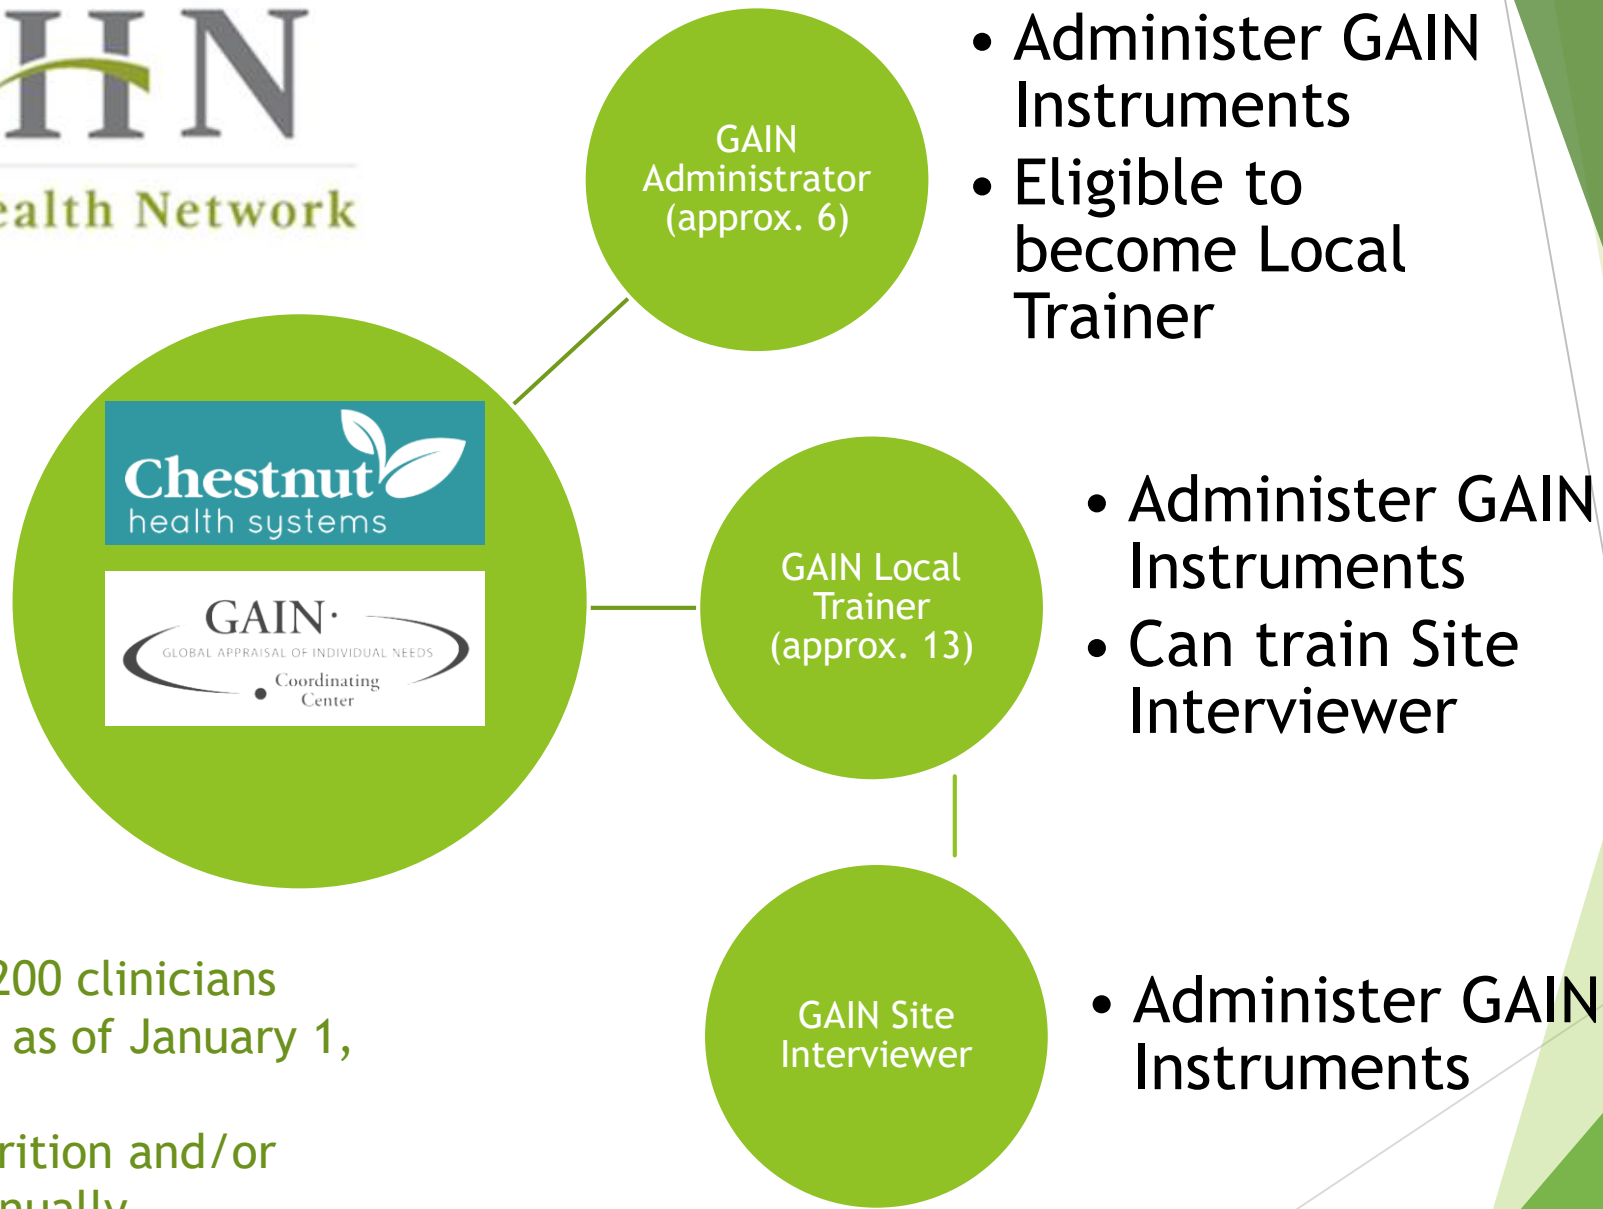 HN
ealth Network
GAIN
Administrator
(approx. 6)
• Administer GAIN
Instruments
• Eligible to
become Local
Trainer
Chestnut
health systems
GAIN·
GLOBAL APPRAISAL OF INDIVIDUAL NEEDS
Coordinating
Center
GAIN Local
Trainer
(approx. 13)
• Administer GAIN
Instruments
• Can train Site
Interviewer
GAIN Site
Interviewer
• Administer GAIN
Instruments
200 clinicians
as of January 1,
rition and/or
nually